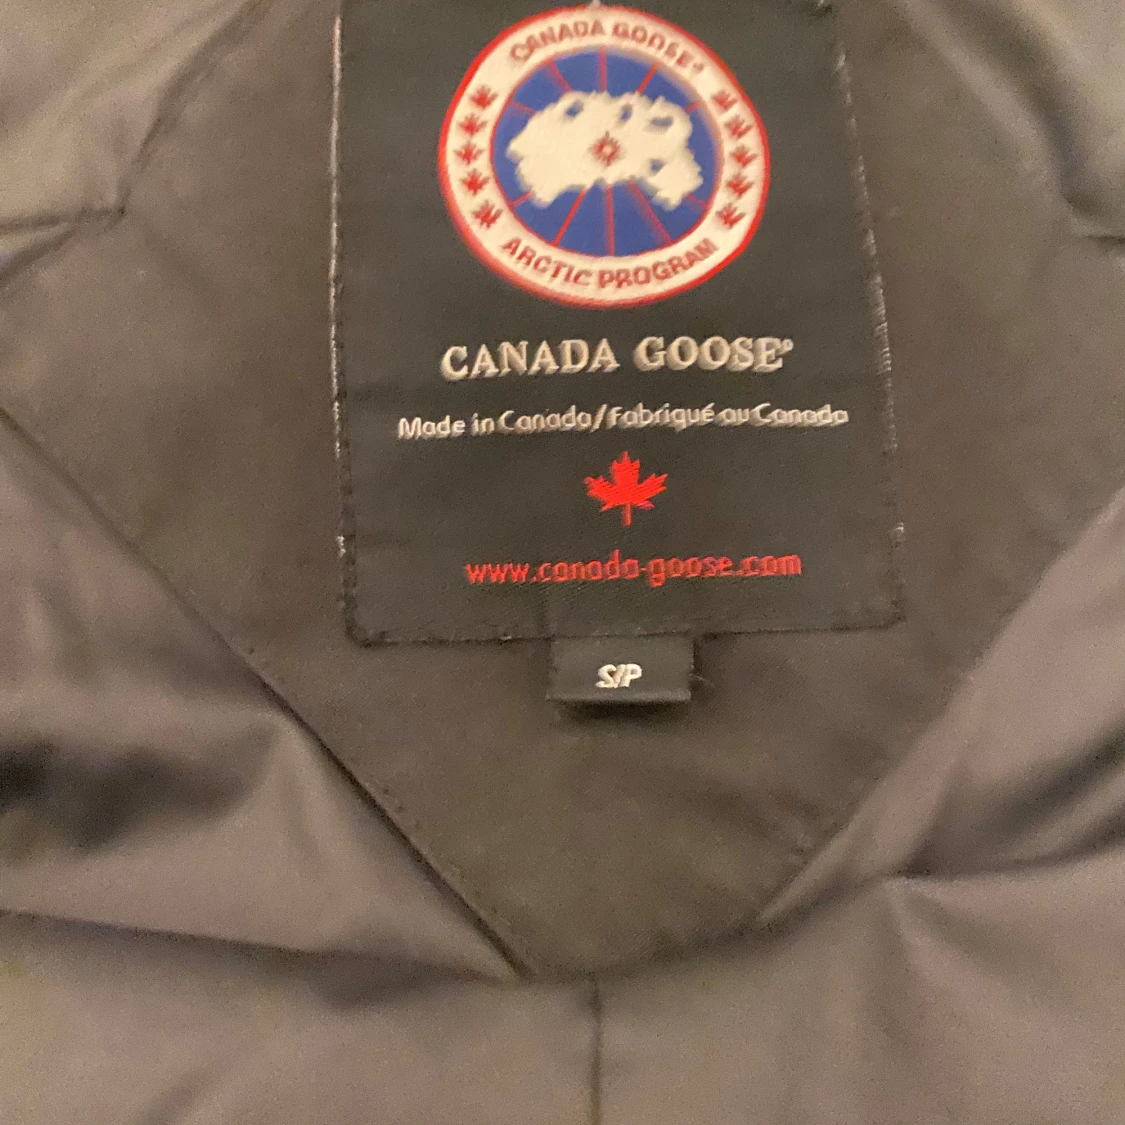 CANADA GOOSE®
ARCTIC PROGRAM
CANADA GOOSE®
Made in Canada/Fabriqué au Canada
www.canada-goose.com
S/P